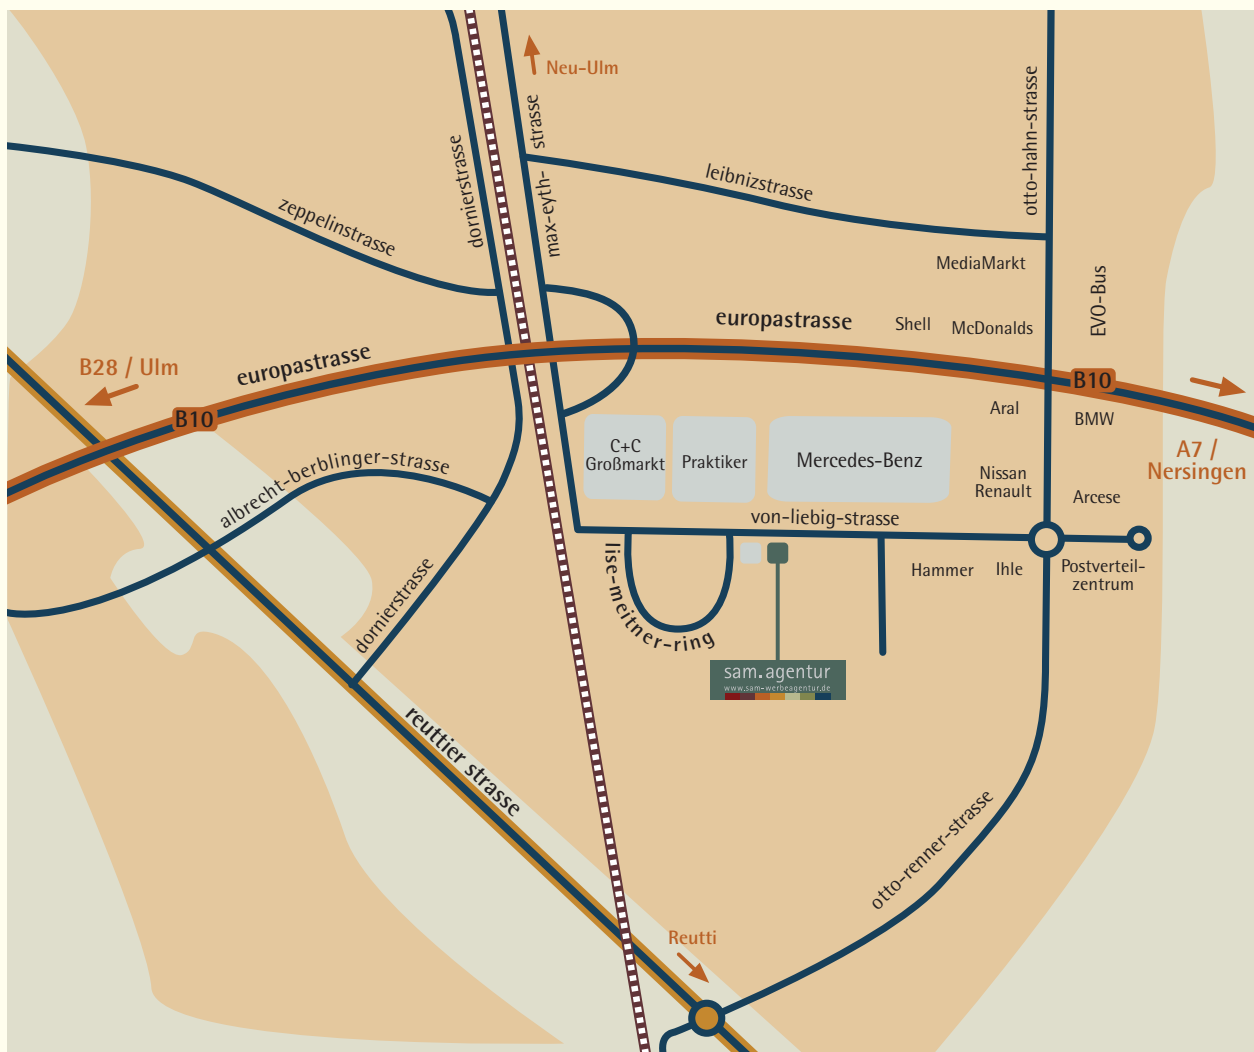 Neu-Ulm
otto-hahn-strasse
max-eyth-
strasse
dornierstrasse
leibnizstrasse
zeppelinstrasse
MediaMarkt
EVO-Bus
europastrasse
Shell
McDonalds
europastrasse
B28 / Ulm
B10
B10
Aral
BMW
A7 /
Nersingen
C+C
Großmarkt
Praktiker
Mercedes-Benz
Nissan
Renault
Arcese
albrecht-berblinger-strasse
von-liebig-strasse
lise-meitner-ring
dornierstrasse
Hammer
Ihle
Postverteil-
zentrum
sam.agentur
www.sam-werbeagentur.de
reuttier strasse
otto-renner-strasse
Reutti